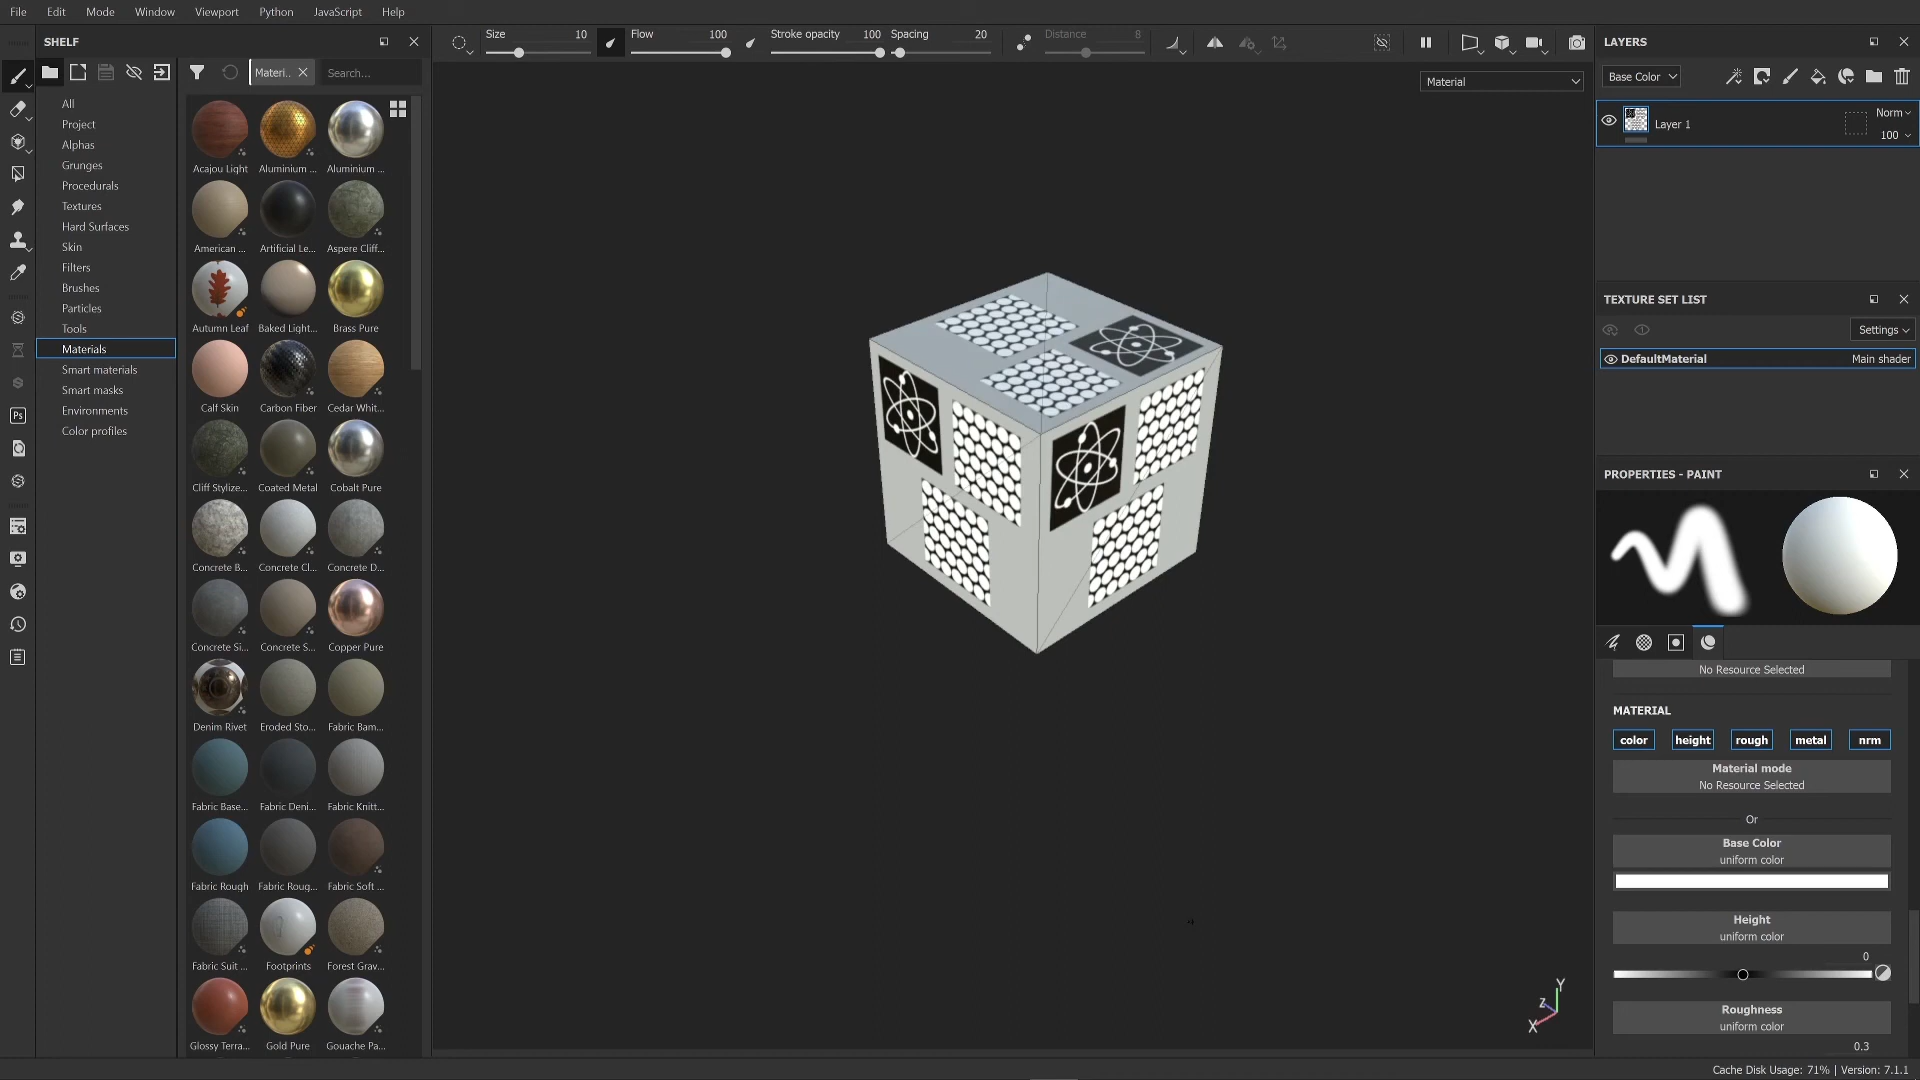 File Edit Mode Window Viewport Python JavaScript Help
SHELF
Size 10
Flow 100
Stroke opacity 100
Spacing 20
Distance 8
Materi..
Search...
Material
All
Project
Alphas
Grunges
Procedurals
Textures
Hard Surfaces
Skin
Filters
Brushes
Particles
Tools
Materials
Smart materials
Smart masks
Environments
Color profiles
Ps
Acajou Light Aluminium ... Aluminium ...
American ... Artificial Le... Aspere Cliff...
Autumn Leaf Baked Light... Brass Pure
Calf Skin Carbon Fiber Cedar Whit...
Cliff Stylize... Coated Metal Cobalt Pure
Concrete B... Concrete Cl... Concrete D...
Concrete Si... Concrete S... Copper Pure
Denim Rivet Eroded Sto... Fabric Bam...
Fabric Base... Fabric Deni... Fabric Knitt...
Fabric Rough Fabric Roug... Fabric Soft ...
Fabric Suit ... Footprints Forest Grav...
Glossy Terra... Gold Pure Gouache Pa...
Y
Z
X
LAYERS
Base Color
Layer 1
Norm
100
TEXTURE SET LIST
Settings
DefaultMaterial Main shader
PROPERTIES - PAINT
No Resource Selected
MATERIAL
color height rough metal nrm
Material mode
No Resource Selected
Or
Base Color
uniform color
Height
uniform color
0
Roughness
uniform color
0.3
Cache Disk Usage: 71% | Version: 7.1.1